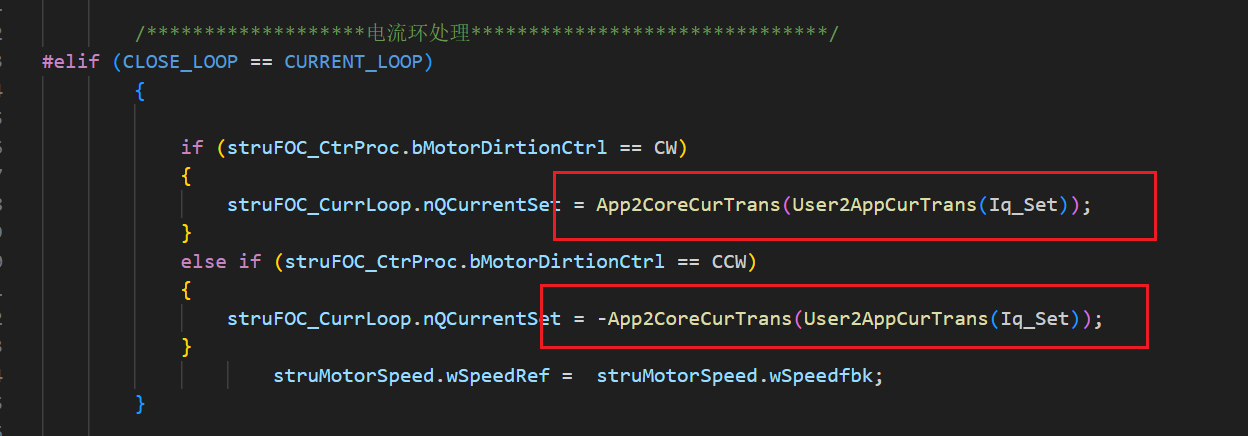 /*******************电流环处理*******************************/
#elif (CLOSE_LOOP == CURRENT_LOOP)
{
if (struFOC_CtrProc.bMotorDirtionCtrl == CW)
{
struFOC_CurrLoop.nQCurrentSet = App2CoreCurTrans(User2AppCurTrans(Iq_Set));
}
else if (struFOC_CtrProc.bMotorDirtionCtrl == CCW)
{
struFOC_CurrLoop.nQCurrentSet = -App2CoreCurTrans(User2AppCurTrans(Iq_Set));
}
struMotorSpeed.wSpeedRef =  struMotorSpeed.wSpeedfbk;
}